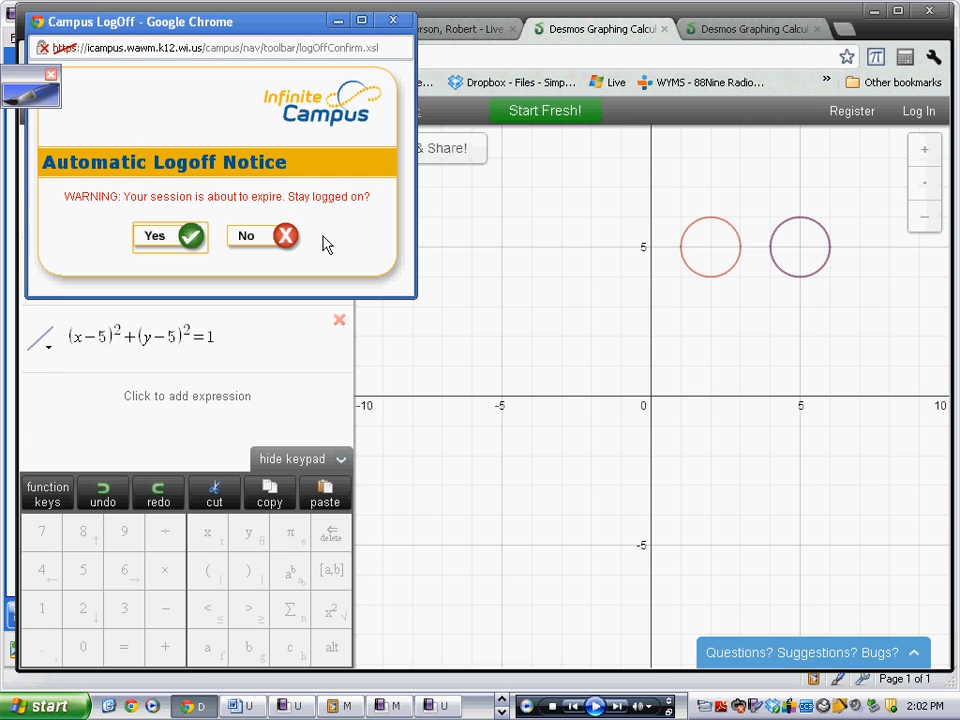 Campus LogOff - Google Chrome
https://icampus.wawm.k12.wi.us/campus/nav/toolbar/logOffConfirm.xsl
Infinite
Campus
Automatic Logoff Notice
WARNING: Your session is about to expire. Stay logged on?
Yes
No
erson, Robert - Live
Desmos Graphing Calcul
Desmos Graphing Calcul
e...
Dropbox - Files - Simp...
Live
WYMS - 88Nine Radio...
»
Other bookmarks
Start Fresh!
Register
Log In
& Share!
+
−
5
-10
-5
0
5
10
-5
(x−5)²+(y−5)²=1
Click to add expression
hide keypad
function
keys
undo
redo
cut
copy
paste
7 8 9 ÷ x r y θ π e delete
4 5 6 × ( { ) } aᵇ [a,b]
1 2 3 − < ≤ > ≥ Σ n x² √
. , 0 = + a f b g c h alt
Questions? Suggestions? Bugs?
Page 1 of 1
start
D
U
U
M
M
U
2:02 PM